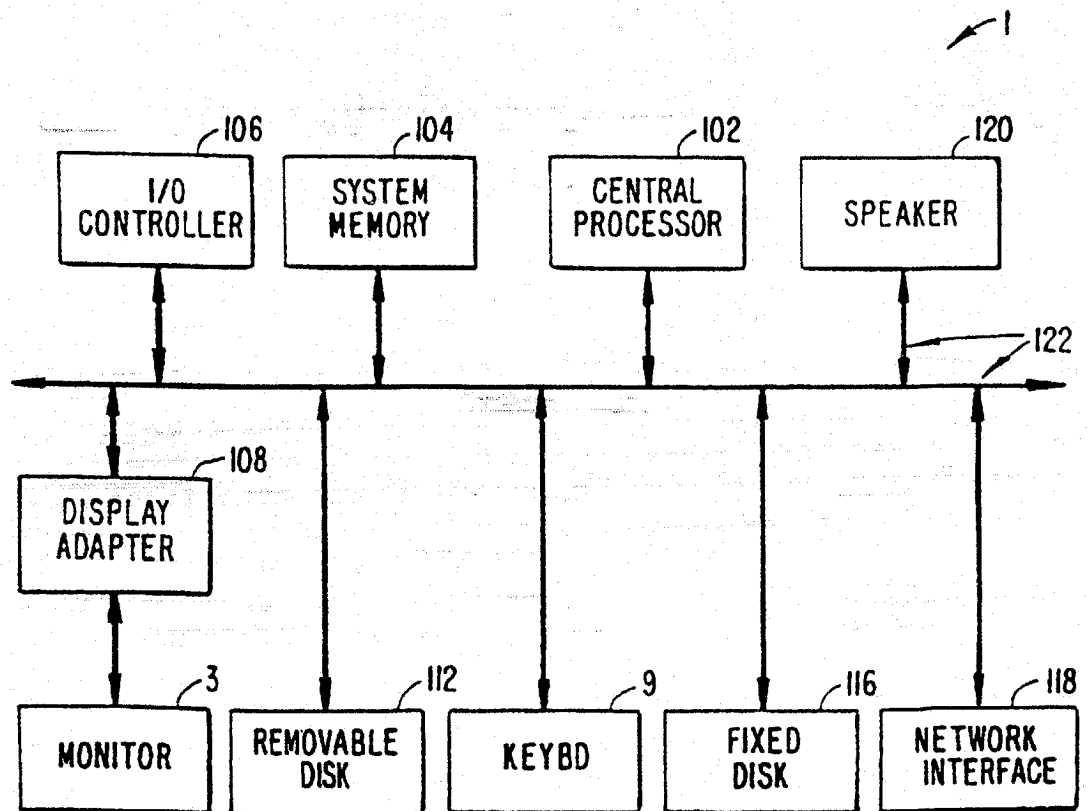 1
106
104
102
120
I/O
CONTROLLER
SYSTEM
MEMORY
CENTRAL
PROCESSOR
SPEAKER
122
108
DISPLAY
ADAPTER
3
112
9
116
118
MONITOR
REMOVABLE
DISK
KEYBD
FIXED
DISK
NETWORK
INTERFACE